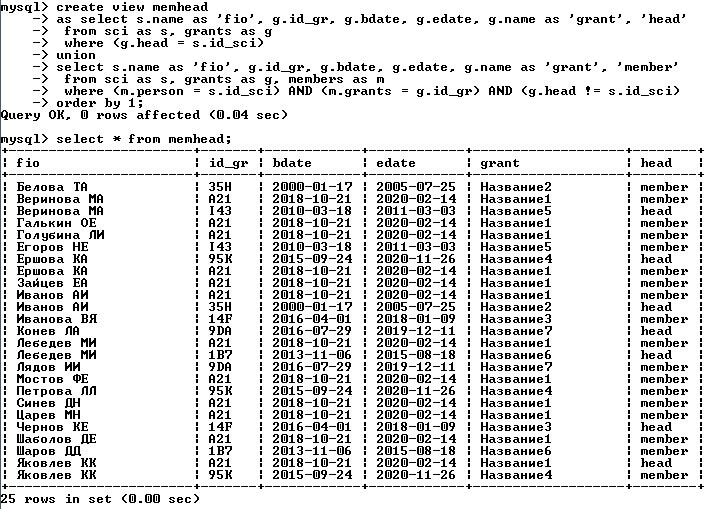 mysql> create view memhead
    -> as select s.name as 'fio', g.id_gr, g.bdate, g.edate, g.name as 'grant', 'head'
    -> from sci as s, grants as g
    -> where (g.head = s.id_sci)
    -> union
    -> select s.name as 'fio', g.id_gr, g.bdate, g.edate, g.name as 'grant', 'member'
    -> from sci as s, grants as g, members as m
    -> where (m.person = s.id_sci) AND (m.grants = g.id_gr) AND (g.head != s.id_sci)
    -> order by 1;
Query OK, 0 rows affected (0.04 sec)
mysql> select * from memhead;
| fio | id_gr | bdate | edate | grant | head |
| Белова ТА | 35H | 2000-01-17 | 2005-07-25 | Название2 | member |
| Веринова МА | A21 | 2018-10-21 | 2020-02-14 | Название1 | member |
| Веринова МА | I43 | 2010-03-18 | 2011-03-03 | Название5 | head |
| Галькин ОЕ | A21 | 2018-10-21 | 2020-02-14 | Название1 | member |
| Голубина ЛИ | A21 | 2018-10-21 | 2020-02-14 | Название1 | member |
| Егоров НЕ | I43 | 2010-03-18 | 2011-03-03 | Название5 | member |
| Ершова КА | 95K | 2015-09-24 | 2020-11-26 | Название4 | head |
| Ершова КА | A21 | 2018-10-21 | 2020-02-14 | Название1 | member |
| Зайцев ЕА | A21 | 2018-10-21 | 2020-02-14 | Название1 | member |
| Иванов АИ | A21 | 2018-10-21 | 2020-02-14 | Название1 | member |
| Иванов АИ | 35H | 2000-01-17 | 2005-07-25 | Название2 | head |
| Иванова ВЯ | 14F | 2016-04-01 | 2018-01-09 | Название3 | member |
| Конев ЛА | 9DA | 2016-07-29 | 2019-12-11 | Название7 | head |
| Лебедев МИ | A21 | 2018-10-21 | 2020-02-14 | Название1 | member |
| Лебедев МИ | 1B7 | 2013-11-06 | 2015-08-18 | Название6 | head |
| Лядов ИИ | 9DA | 2016-07-29 | 2019-12-11 | Название7 | member |
| Мостов ФЕ | A21 | 2018-10-21 | 2020-02-14 | Название1 | member |
| Петрова ЛЛ | 95K | 2015-09-24 | 2020-11-26 | Название4 | member |
| Синев ДН | A21 | 2018-10-21 | 2020-02-14 | Название1 | member |
| Царев МН | A21 | 2018-10-21 | 2020-02-14 | Название1 | member |
| Чернов КЕ | 14F | 2016-04-01 | 2018-01-09 | Название3 | head |
| Шаболов ДЕ | A21 | 2018-10-21 | 2020-02-14 | Название1 | member |
| Шаров ДД | 1B7 | 2013-11-06 | 2015-08-18 | Название6 | member |
| Яковлев КК | A21 | 2018-10-21 | 2020-02-14 | Название1 | head |
| Яковлев КК | 95K | 2015-09-24 | 2020-11-26 | Название4 | member |
25 rows in set (0.00 sec)